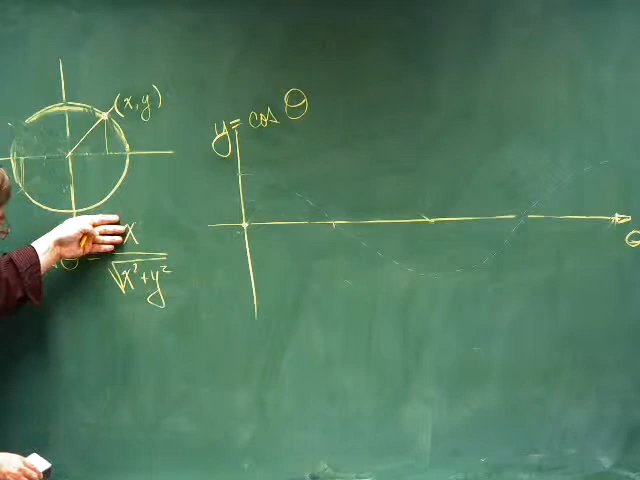 (x, y)
y = cos θ
x
√x² + y²
θ